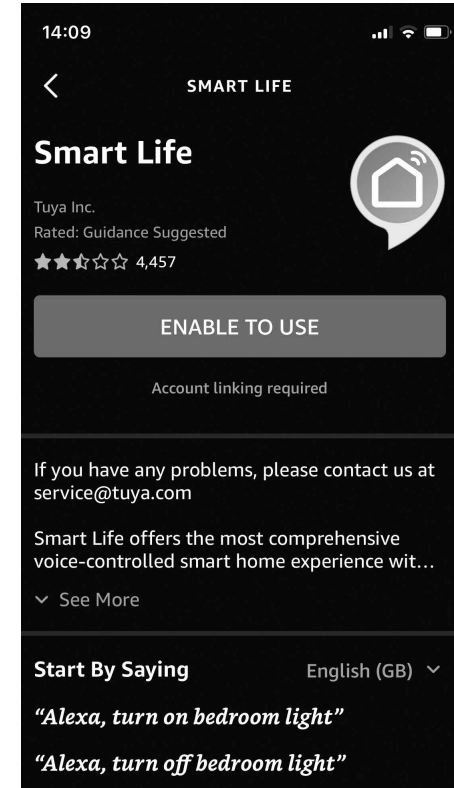 14:09
SMART LIFE
Smart Life
Tuya Inc.
Rated: Guidance Suggested
4,457
ENABLE TO USE
Account linking required
If you have any problems, please contact us at
service@tuya.com
Smart Life offers the most comprehensive
voice-controlled smart home experience wit...
See More
Start By Saying English (GB)
“Alexa, turn on bedroom light”
“Alexa, turn off bedroom light”